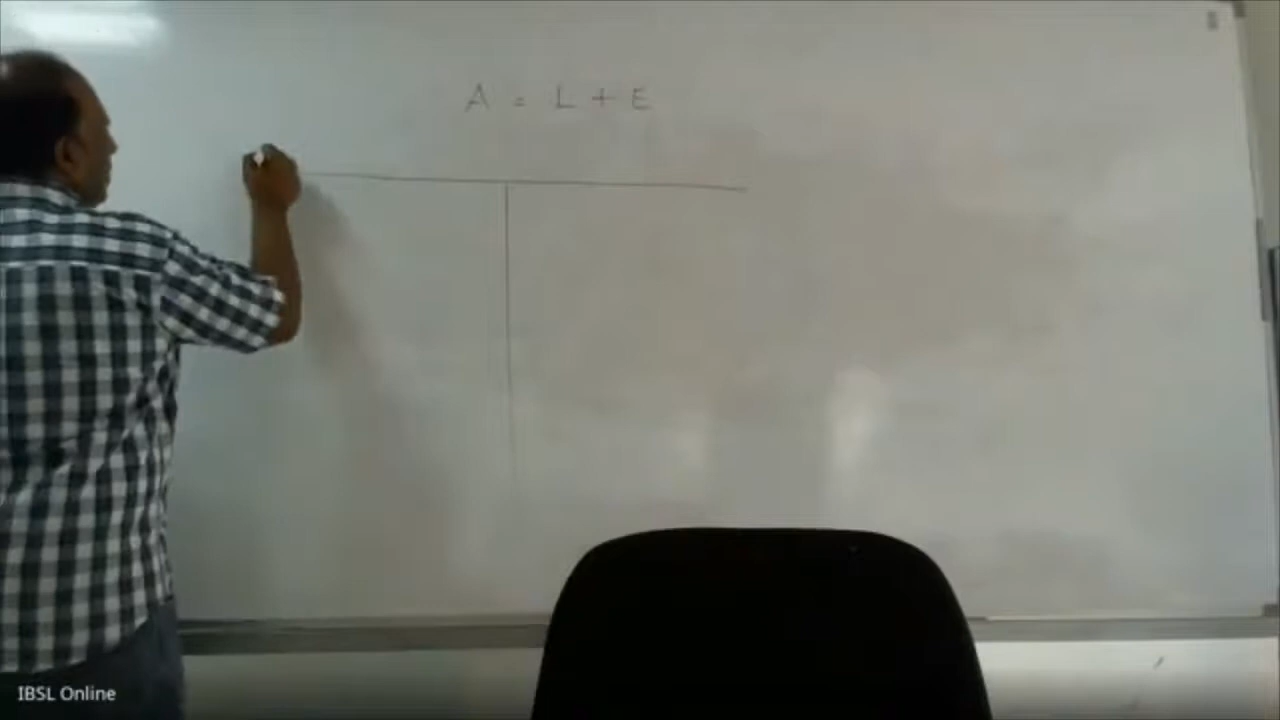 A = L + E
IBSL Online